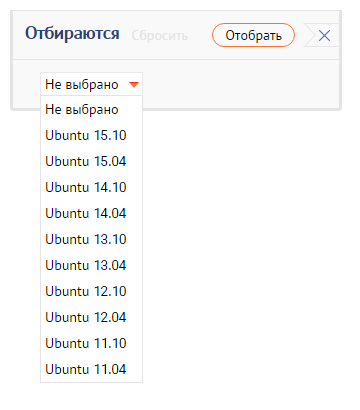 Отбираются Сбросить Отобрать
Не выбрано
Не выбрано
Ubuntu 15.10
Ubuntu 15.04
Ubuntu 14.10
Ubuntu 14.04
Ubuntu 13.10
Ubuntu 13.04
Ubuntu 12.10
Ubuntu 12.04
Ubuntu 11.10
Ubuntu 11.04